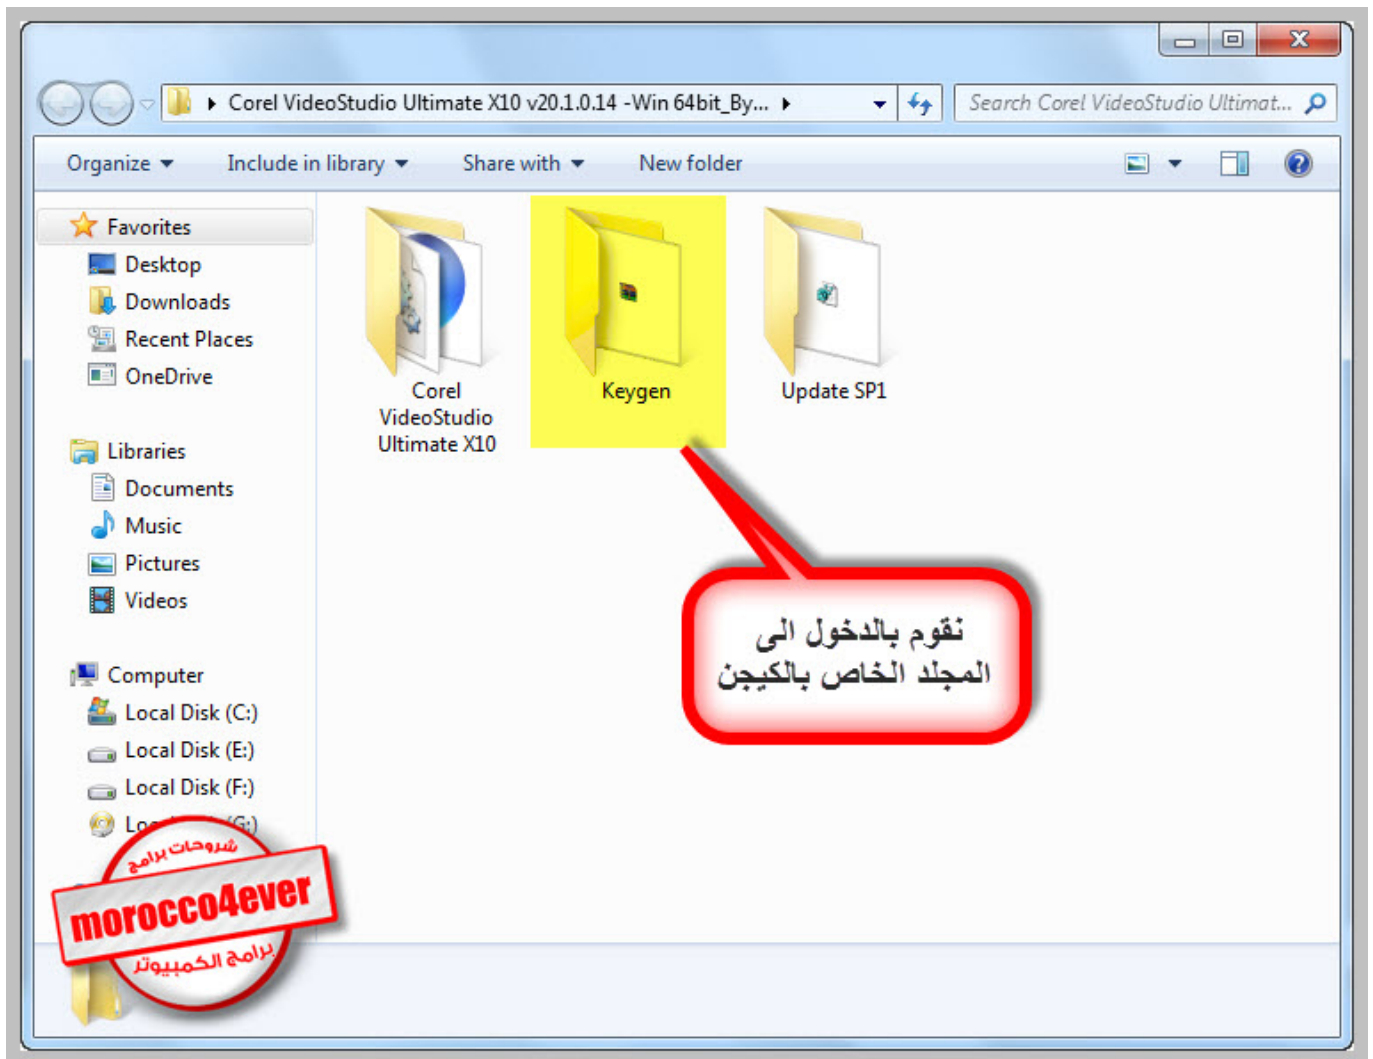 Corel VideoStudio Ultimate X10 v20.1.0.14 -Win 64bit_By...
Search Corel VideoStudio Ultimat...
Organize
Include in library
Share with
New folder
Favorites
Desktop
Downloads
Recent Places
OneDrive
Libraries
Documents
Music
Pictures
Videos
Computer
Local Disk (C:)
Local Disk (E:)
Local Disk (F:)
(G:)
Corel
VideoStudio
Ultimate X10
Keygen
Update SP1
نقوم بالدخول الى
المجلد الخاص بالكيجن
شروحات برامج
morocco4ever
برامج الكمبيوتر